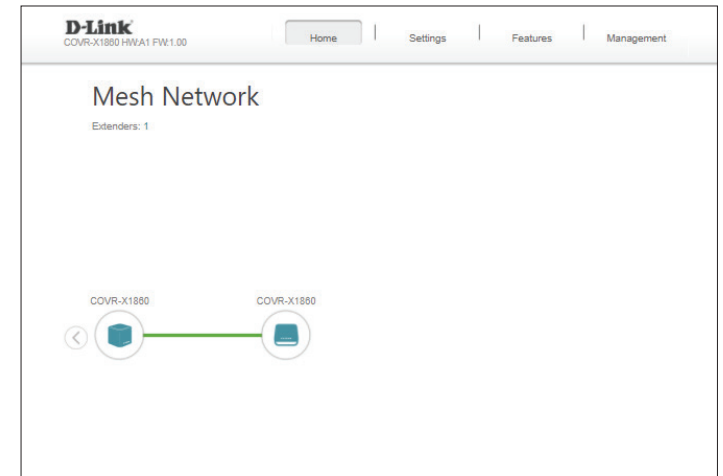 D-Link
COVR-X1860 HW:A1 FW:1.00
Home
Settings
Features
Management
Mesh Network
Extenders: 1
COVR-X1860
COVR-X1860